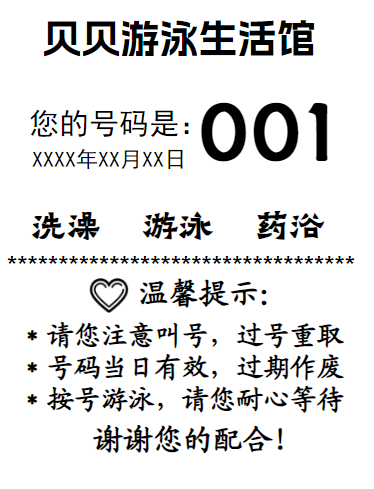 贝贝游泳生活馆
您的号码是: 001
XXXX年XX月XX日
洗澡 游泳 药浴
**********************************
温馨提示:
* 请您注意叫号，过号重取
* 号码当日有效，过期作废
* 按号游泳，请您耐心等待
谢谢您的配合!